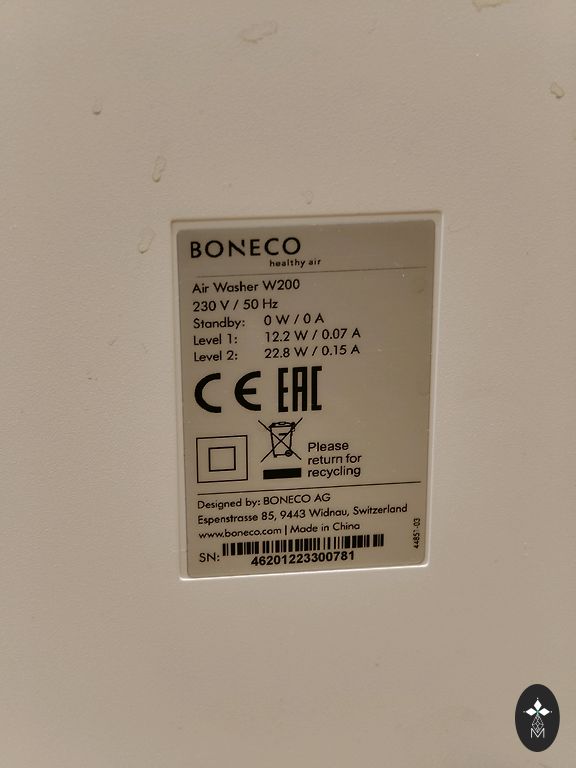 BONECO
healthy air
Air Washer W200
230 V / 50 Hz
Standby: 0 W / 0 A
Level 1: 12.2 W / 0.07 A
Level 2: 22.8 W / 0.15 A
CE EAC
Please
return for
recycling
Designed by: BONECO AG
Espenstrasse 85, 9443 Widnau, Switzerland
www.boneco.com | Made in China
SN:
46201223300781
44851-03
M